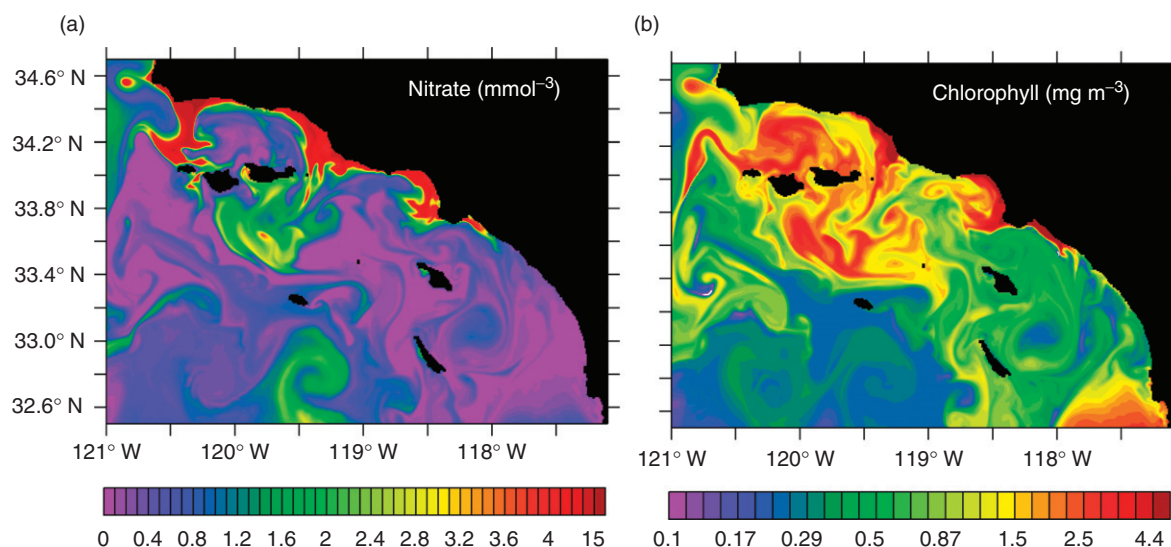 (a)
Nitrate (mmol⁻³)
34.6° N
34.2° N
33.8° N
33.4° N
33.0° N
32.6° N
121° W 120° W 119° W 118° W
0 0.4 0.8 1.2 1.6 2 2.4 2.8 3.2 3.6 4 15
(b)
Chlorophyll (mg m⁻³)
121° W 120° W 119° W 118° W
0.1 0.17 0.29 0.5 0.87 1.5 2.5 4.4